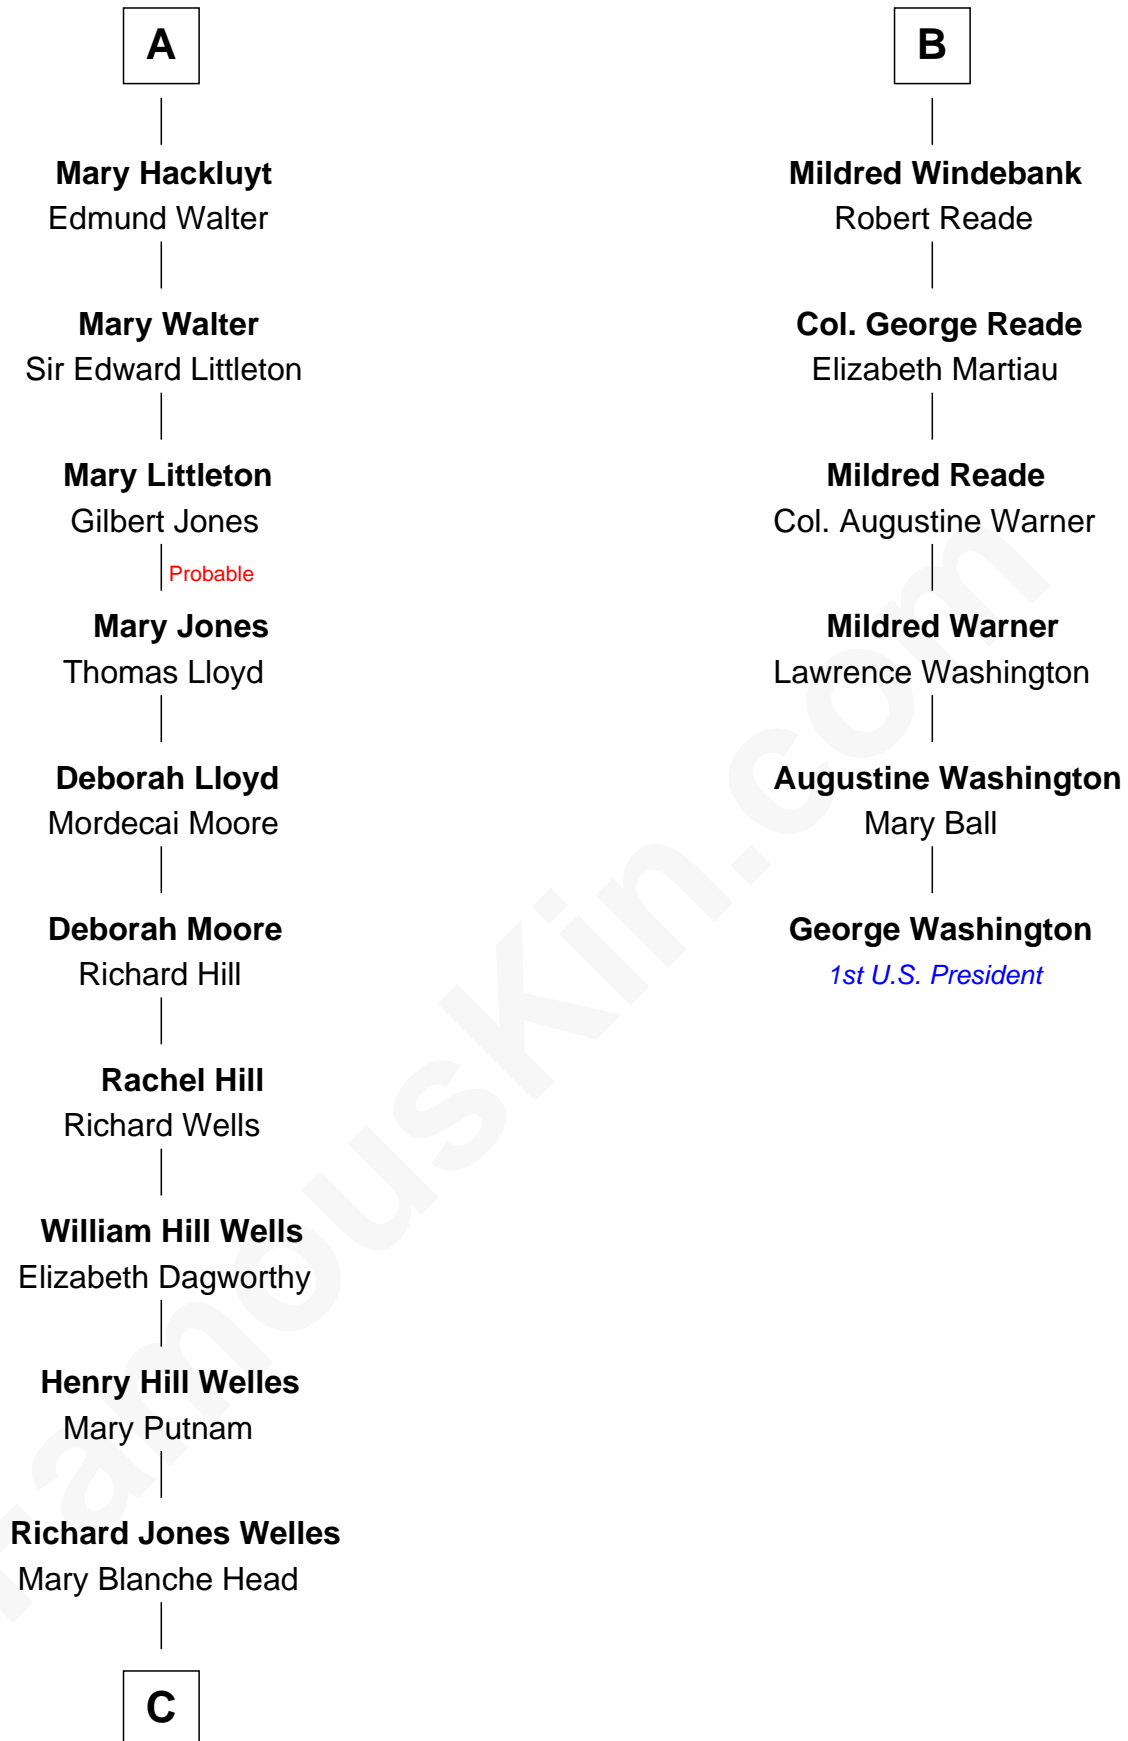 A
Mary Hackluyt
Edmund Walter
Mary Walter
Sir Edward Littleton
Mary Littleton
Gilbert Jones
Probable
Mary Jones
Thomas Lloyd
Deborah Lloyd
Mordecai Moore
Deborah Moore
Richard Hill
Rachel Hill
Richard Wells
William Hill Wells
Elizabeth Dagworthy
Henry Hill Welles
Mary Putnam
Richard Jones Welles
Mary Blanche Head
C
B
Mildred Windebank
Robert Reade
Col. George Reade
Elizabeth Martiau
Mildred Reade
Col. Augustine Warner
Mildred Warner
Lawrence Washington
Augustine Washington
Mary Ball
George Washington
1st U.S. President
FamousKin.com